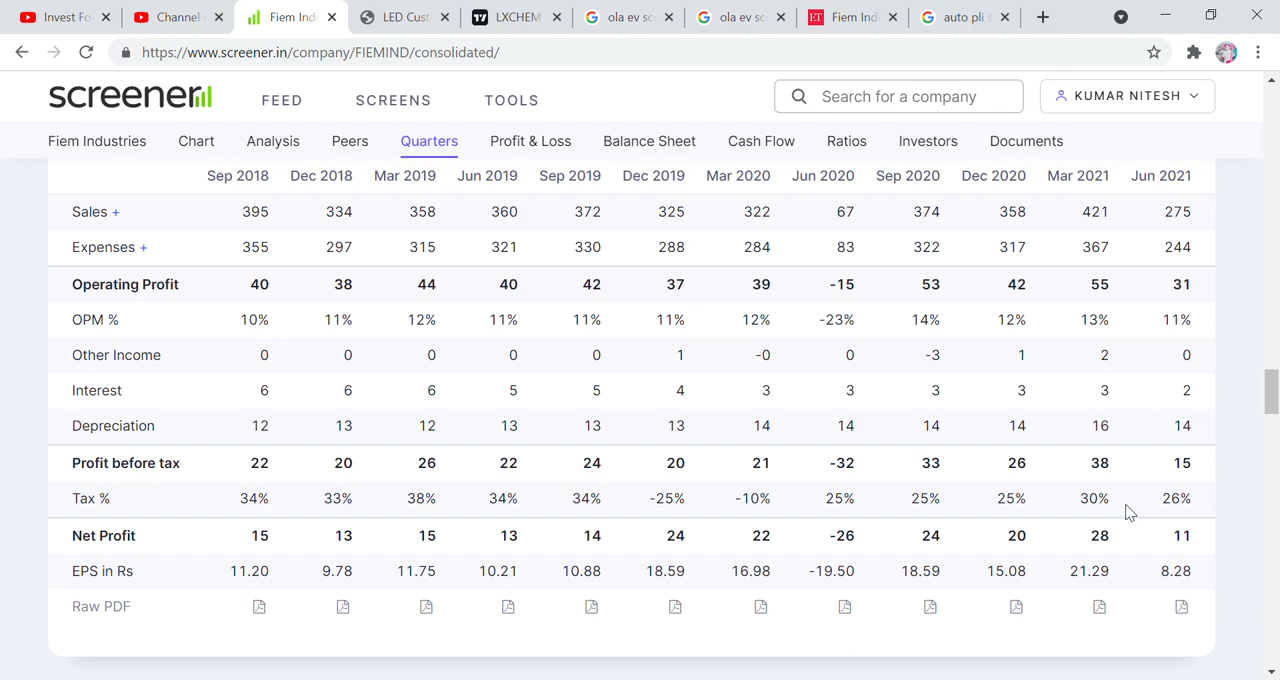 Invest Fo
Channel
Fiem Indu
LED Cust
LXCHEM
ola ev sc
ola ev sc
ET Fiem Ind
auto pli s
https://www.screener.in/company/FIEMIND/consolidated/
screener
FEED SCREENS TOOLS
Search for a company
KUMAR NITESH
Fiem Industries Chart Analysis Peers Quarters Profit & Loss Balance Sheet Cash Flow Ratios Investors Documents
Sep 2018 Dec 2018 Mar 2019 Jun 2019 Sep 2019 Dec 2019 Mar 2020 Jun 2020 Sep 2020 Dec 2020 Mar 2021 Jun 2021
Sales + 395 334 358 360 372 325 322 67 374 358 421 275
Expenses + 355 297 315 321 330 288 284 83 322 317 367 244
Operating Profit 40 38 44 40 42 37 39 -15 53 42 55 31
OPM % 10% 11% 12% 11% 11% 11% 12% -23% 14% 12% 13% 11%
Other Income 0 0 0 0 0 1 -0 0 -3 1 2 0
Interest 6 6 6 5 5 4 3 3 3 3 3 2
Depreciation 12 13 12 13 13 13 14 14 14 14 16 14
Profit before tax 22 20 26 22 24 20 21 -32 33 26 38 15
Tax % 34% 33% 38% 34% 34% -25% -10% 25% 25% 25% 30% 26%
Net Profit 15 13 15 13 14 24 22 -26 24 20 28 11
EPS in Rs 11.20 9.78 11.75 10.21 10.88 18.59 16.98 -19.50 18.59 15.08 21.29 8.28
Raw PDF